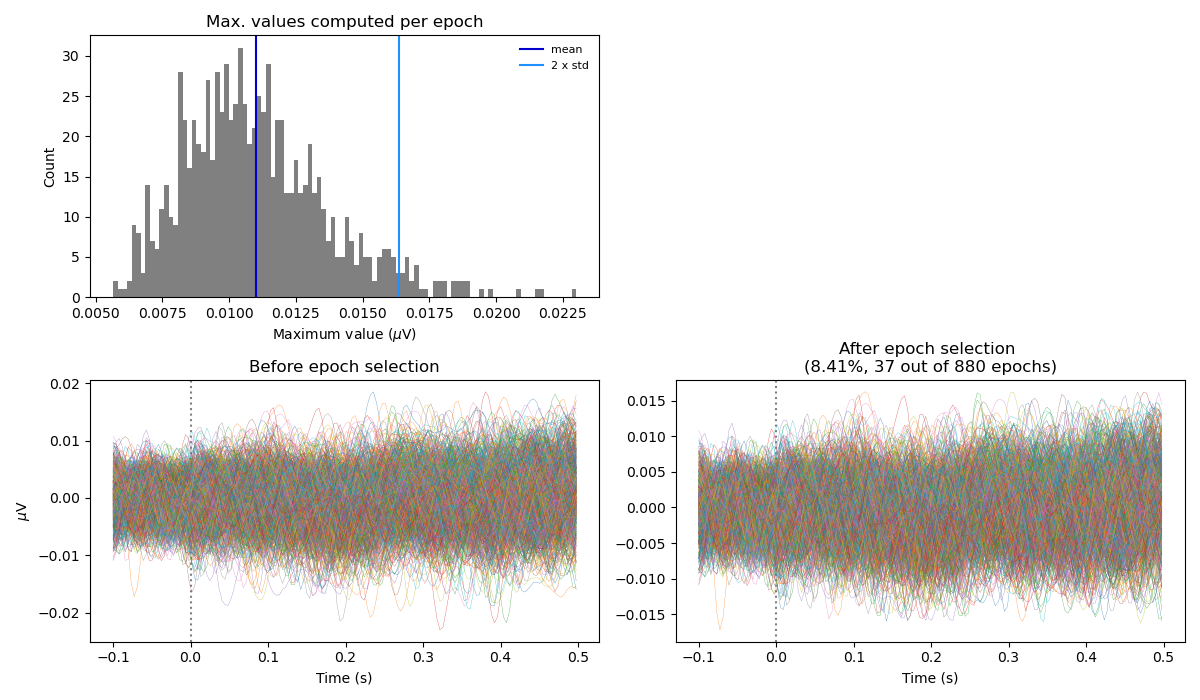 Max. values computed per epoch
mean
2 x std
30
25
20
15
10
5
0
Count
0.0050 0.0075 0.0100 0.0125 0.0150 0.0175 0.0200 0.0225
Maximum value (μV)
Before epoch selection
0.02
0.01
0.00
−0.01
−0.02
μV
−0.1 0.0 0.1 0.2 0.3 0.4 0.5
Time (s)
After epoch selection
(8.41%, 37 out of 880 epochs)
0.015
0.010
0.005
0.000
−0.005
−0.010
−0.015
−0.1 0.0 0.1 0.2 0.3 0.4 0.5
Time (s)